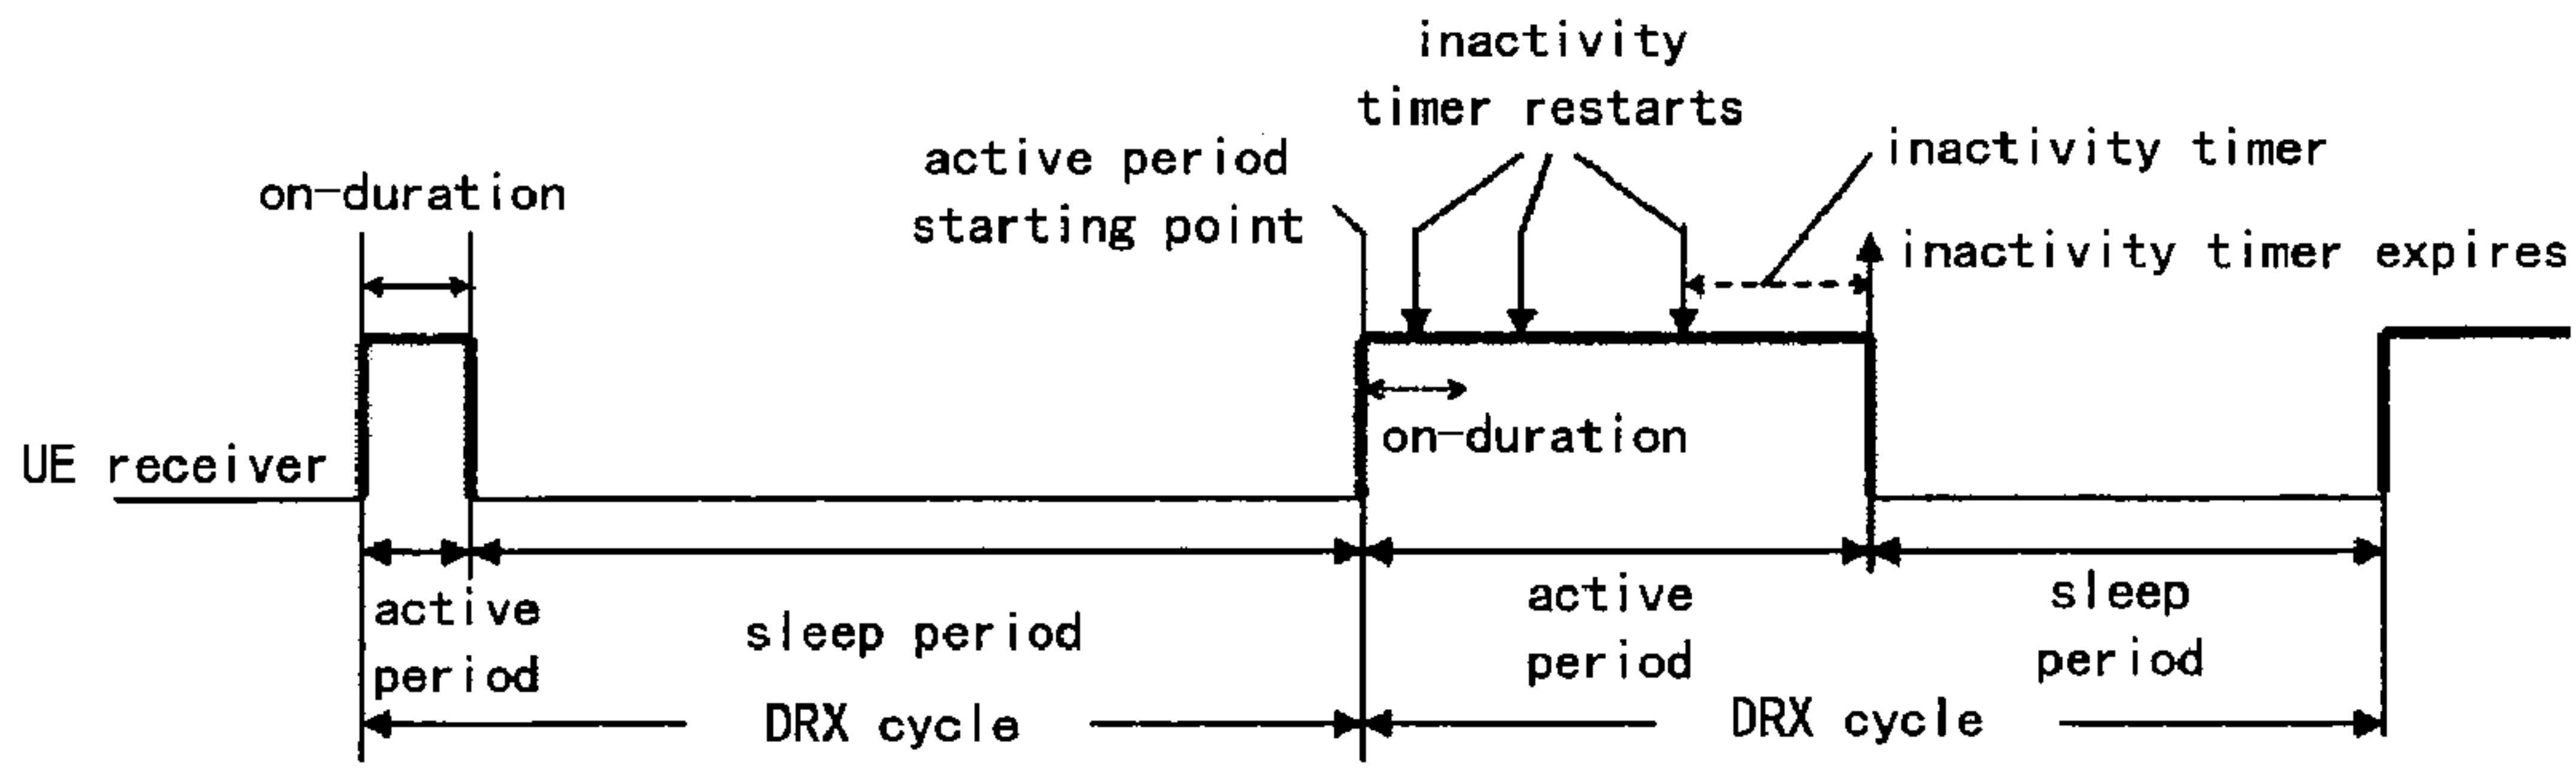 inactivity
timer restarts
active period
starting point
inactivity timer
on-duration
inactivity timer expires
on-duration
UE receiver
active
period
sleep period
active
period
sleep
period
DRX cycle
DRX cycle